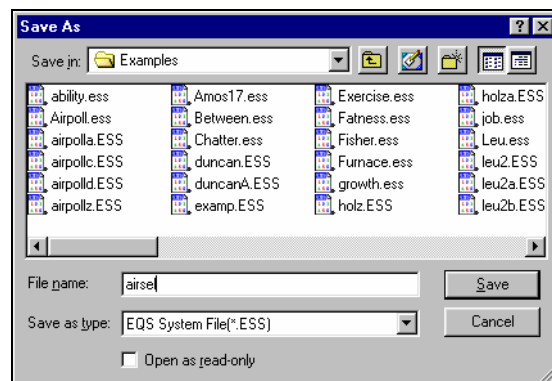 Save As
Save in: Examples
ability.ess Amos17.ess Exercise.ess holza.ESS
Airpoll.ess Between.ess Fatness.ess job.ess
airpolla.ESS Chatter.ess Fisher.ess Leu.ess
airpollc.ESS duncan.ESS Furnace.ess leu2.ESS
airpolld.ESS duncanA.ESS growth.ess leu2a.ESS
airpollz.ESS examp.ESS holz.ESS leu2b.ESS
File name: airsel Save
Save as type: EQS System File(*.ESS) Cancel
Open as read-only